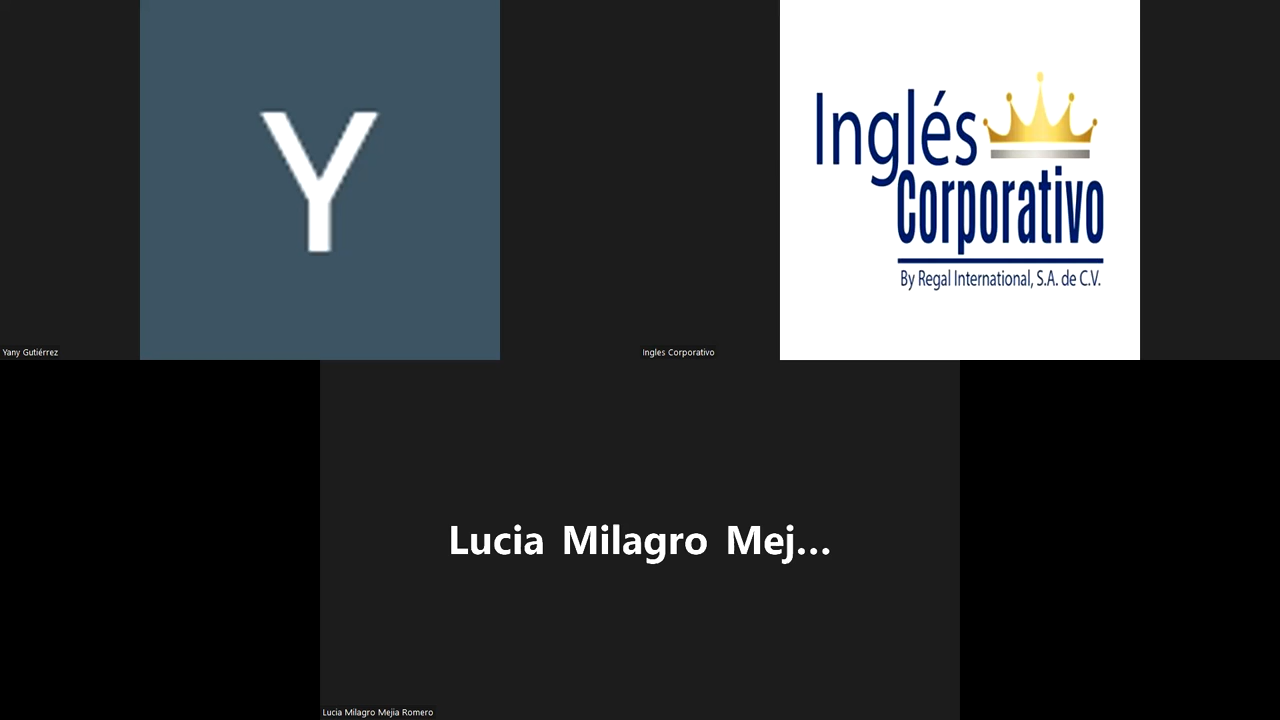 Y
Yany Gutiérrez
Inglés
Corporativo
By Regal International, S.A. de C.V.
Ingles Corporativo
Lucia Milagro Mej...
Lucia Milagro Mejia Romero